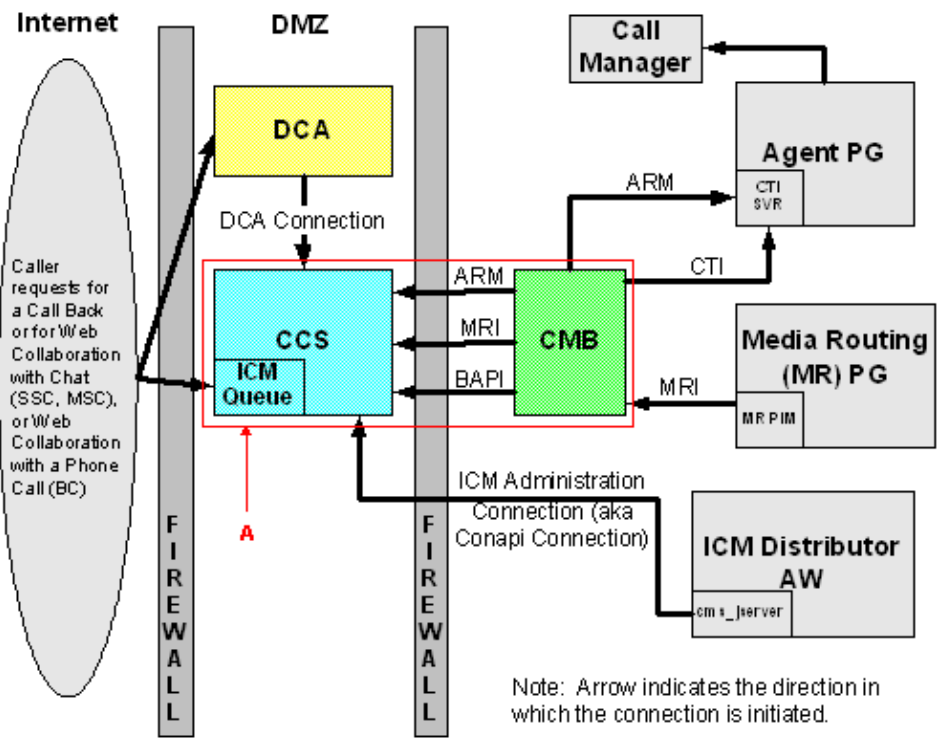 Internet
DMZ
Call
Manager
DCA
Agent PG
CTI
SVR
ARM
DCA Connection
CTI
Caller
requests for
a Call Back
or for Web
Collaboration
with Chat
(SSC, MSC),
or Web
Collaboration
with a Phone
Call (BC)
CCS
ICM
Queue
ARM
MRI
BAPI
CMB
MRI
Media Routing
(MR) PG
MR PIM
A
ICM Administration
Connection (aka
Conapi Connection)
ICM Distributor
AW
cms_jserver
FIREWALL
FIREWALL
Note: Arrow indicates the direction in
which the connection is initiated.